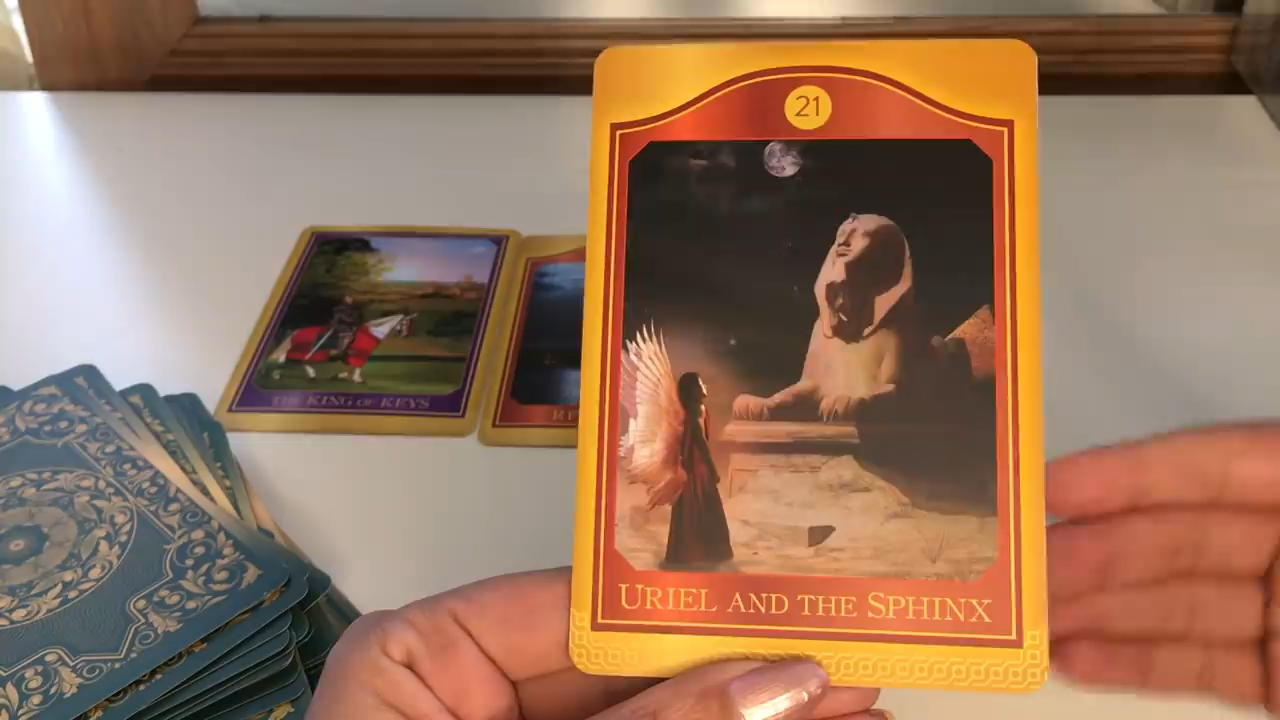 21
URIEL AND THE SPHINX
THE KING OF KEYS